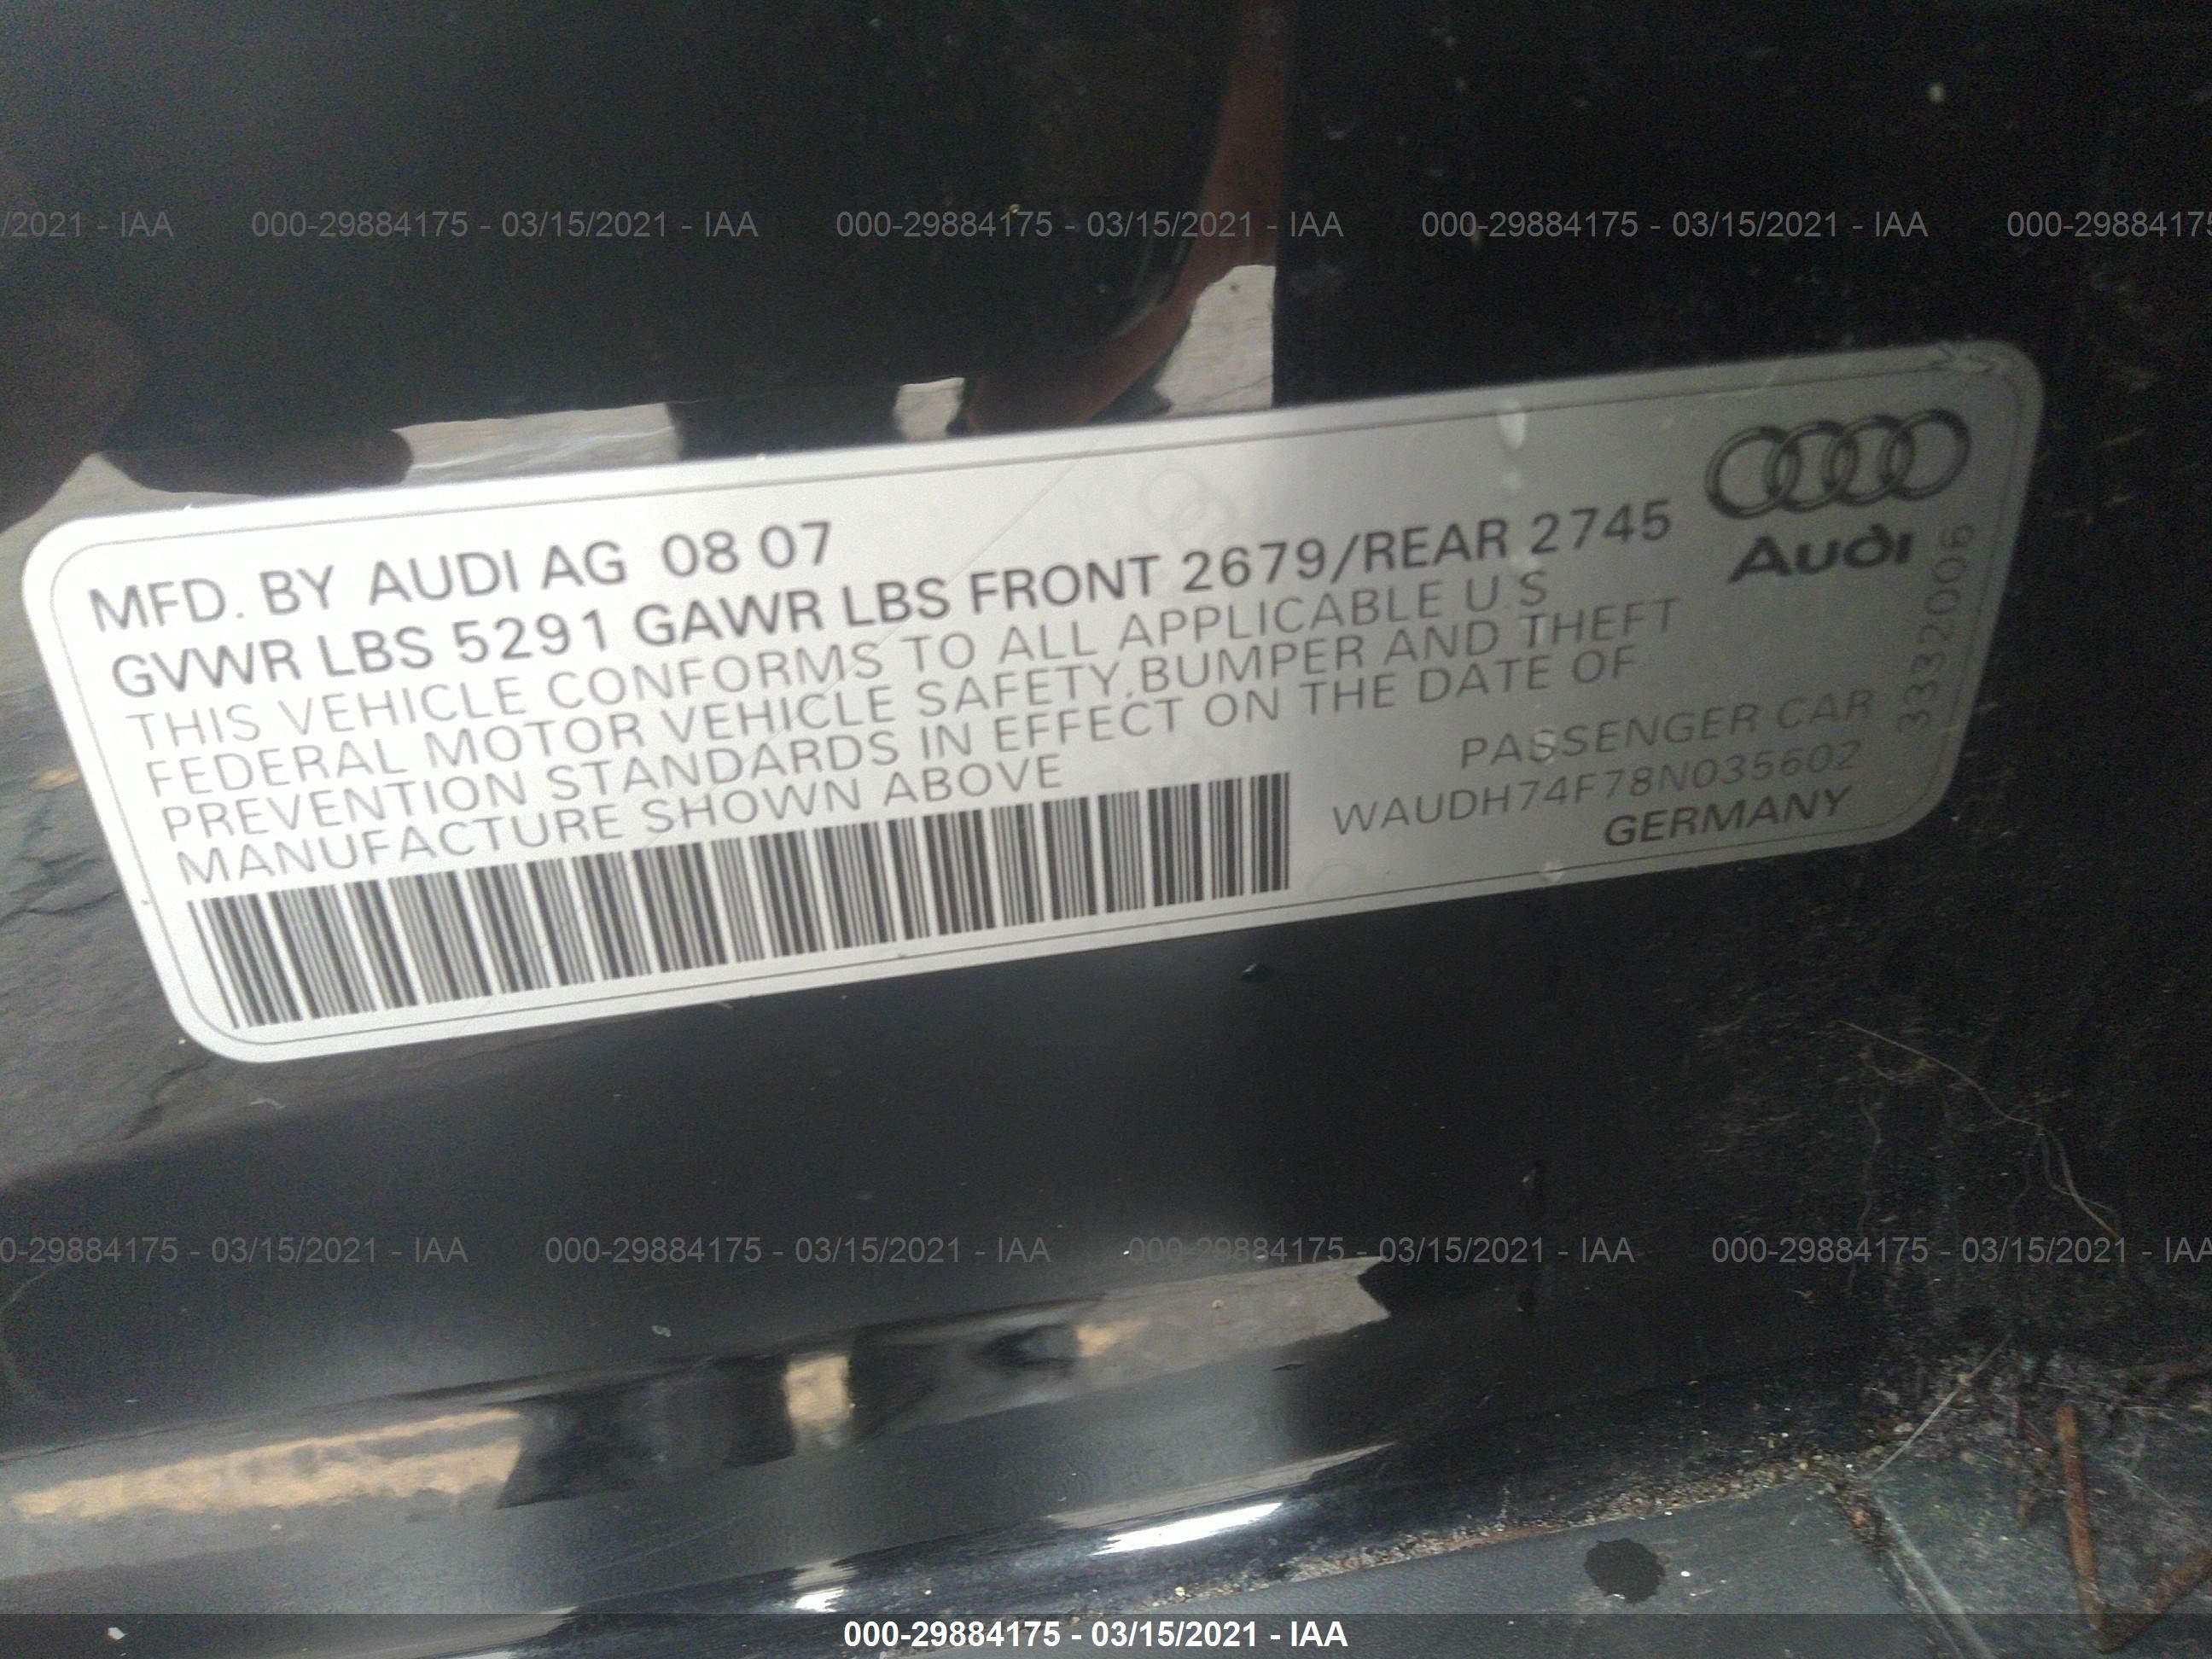 /2021 - IAA 000-29884175 - 03/15/2021 - IAA 000-29884175 - 03/15/2021 - IAA 000-29884175 - 03/15/2021 - IAA 000-29884175
MFD. BY AUDI AG 08 07
GVWR LBS 5291 GAWR LBS FRONT 2679/REAR 2745
THIS VEHICLE CONFORMS TO ALL APPLICABLE U S
FEDERAL MOTOR VEHICLE SAFETY,BUMPER AND THEFT
PREVENTION STANDARDS IN EFFECT ON THE DATE OF
MANUFACTURE SHOWN ABOVE
Audi
3332006
PASSENGER CAR
WAUDH74F78N035602
GERMANY
0-29884175 - 03/15/2021 - IAA 000-29884175 - 03/15/2021 - IAA 000-29884175 - 03/15/2021 - IAA 000-29884175 - 03/15/2021 - IAA
000-29884175 - 03/15/2021 - IAA